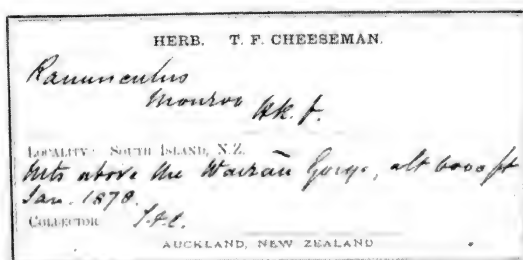 HERB. T. F. CHEESEMAN.
Ranunculus
Monroi Hk. f.
LOCALITY: SOUTH ISLAND, N.Z.
Mts above the Wairau Gorge, alt 6000 ft
Jan. 1878.
COLLECTOR T.F.C.
AUCKLAND, NEW ZEALAND